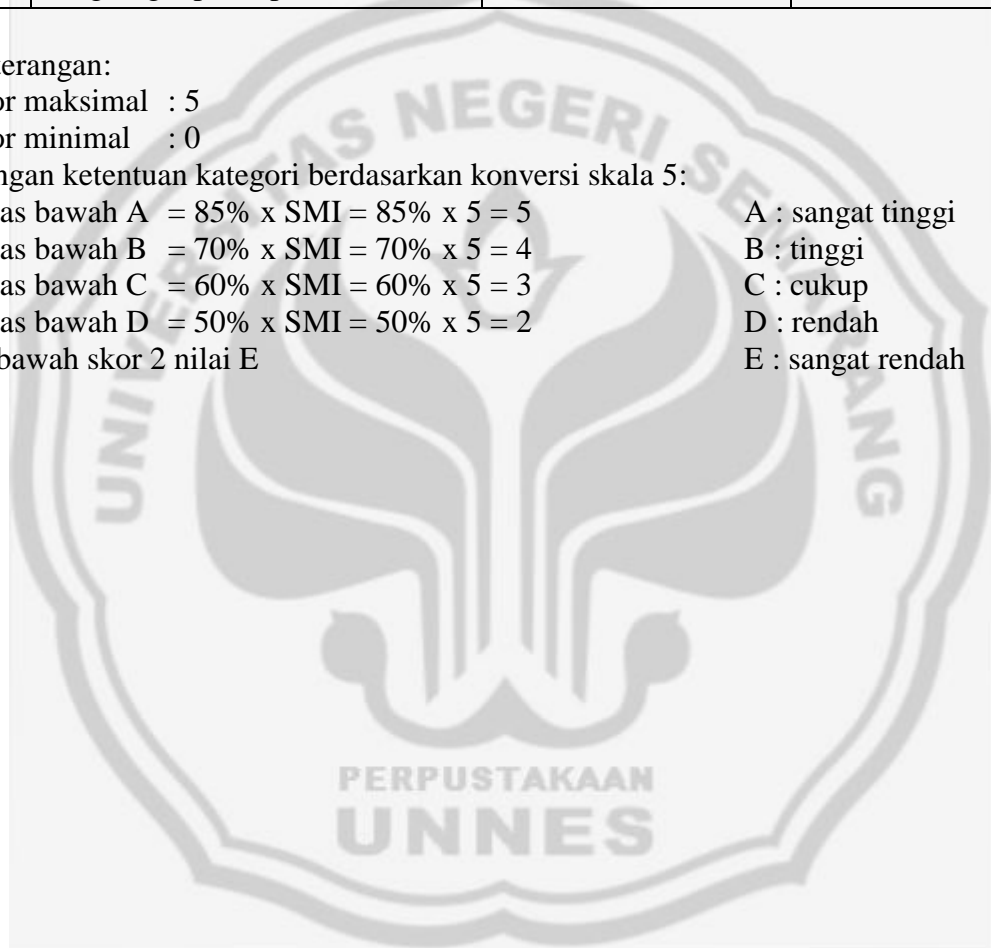 erangan:
or maksimal : 5
or minimal : 0
ngan ketentuan kategori berdasarkan konversi skala 5:
as bawah A = 85% x SMI = 85% x 5 = 5 A : sangat tinggi
as bawah B = 70% x SMI = 70% x 5 = 4 B : tinggi
as bawah C = 60% x SMI = 60% x 5 = 3 C : cukup
as bawah D = 50% x SMI = 50% x 5 = 2 D : rendah
bawah skor 2 nilai E E : sangat rendah
UNIVERSITAS NEGERI SEMARANG
PERPUSTAKAAN
UNNES